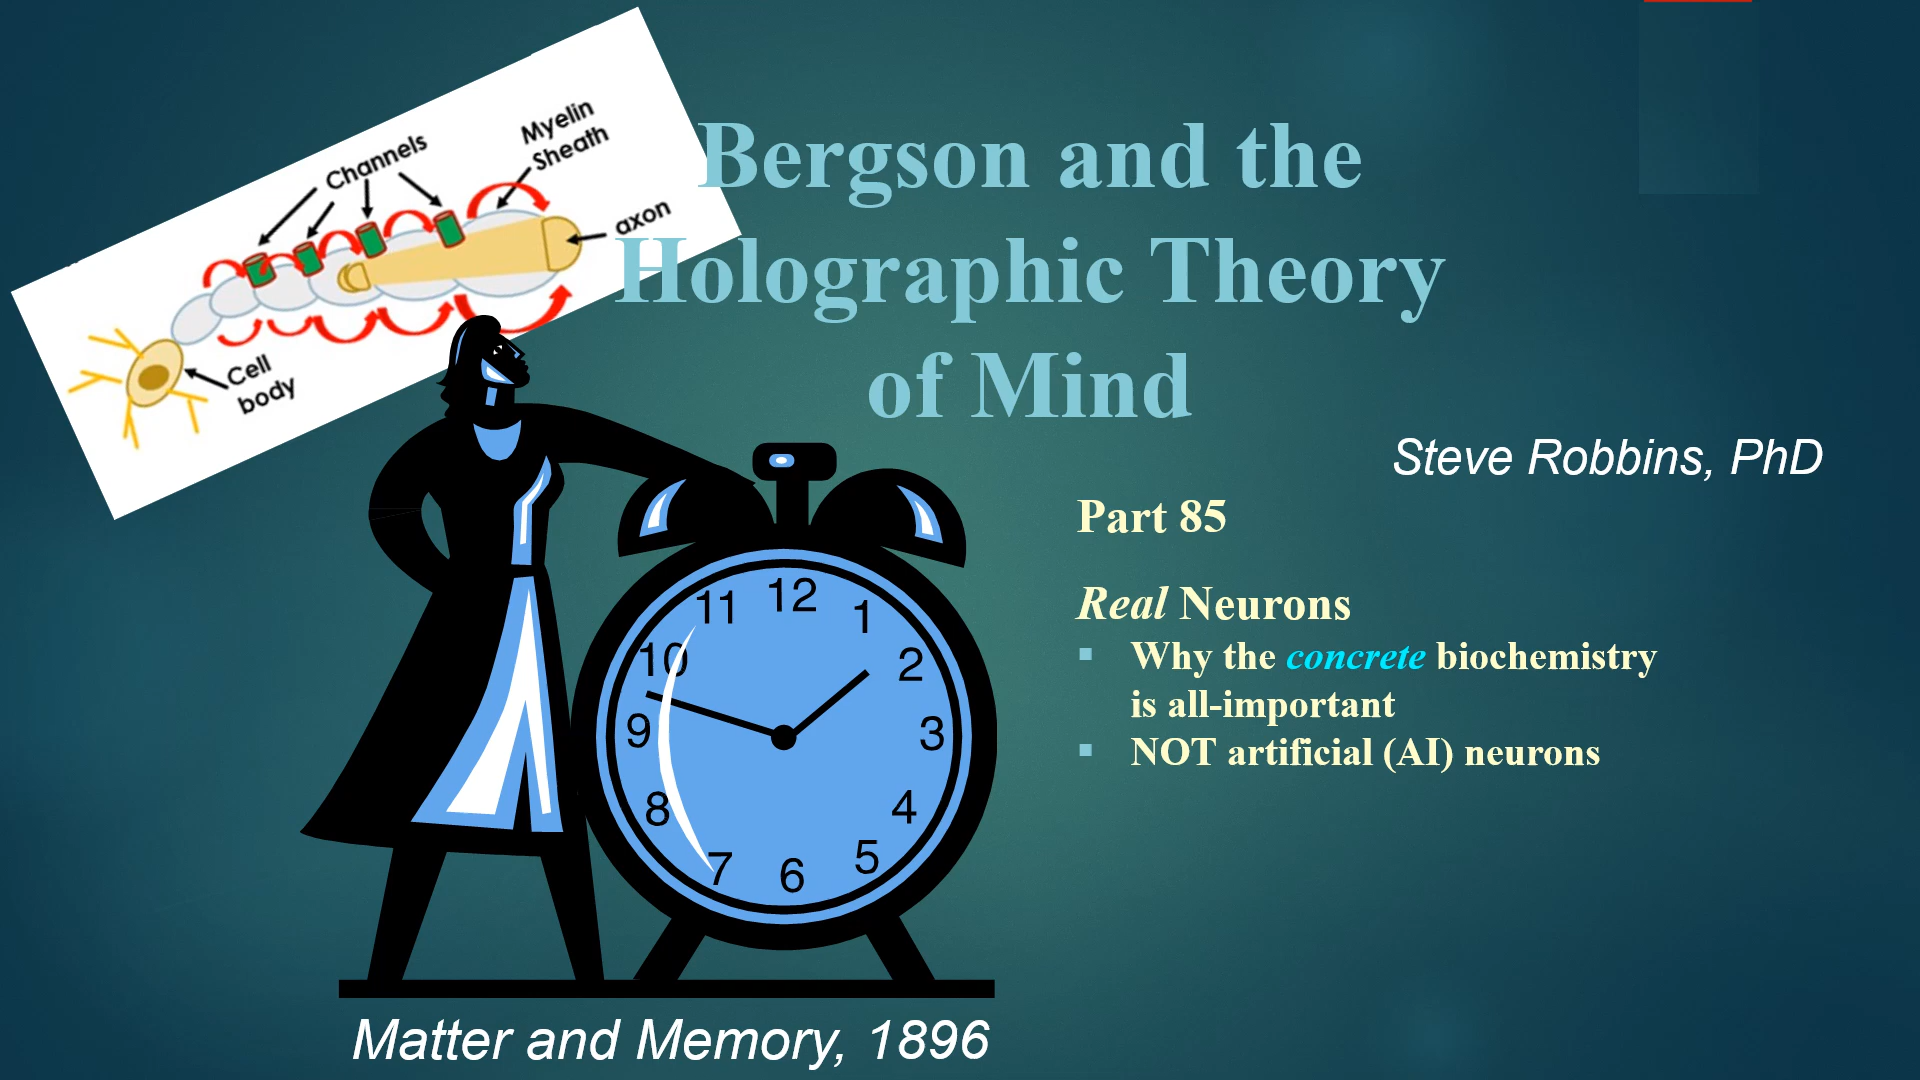 Channels
Myelin
Sheath
axon
Cell
body
Bergson and the
Holographic Theory
of Mind
Steve Robbins, PhD
Part 85
Real Neurons
▪ Why the concrete biochemistry
is all-important
▪ NOT artificial (AI) neurons
12
11
1
10
2
9
3
8
4
7
5
6
Matter and Memory, 1896